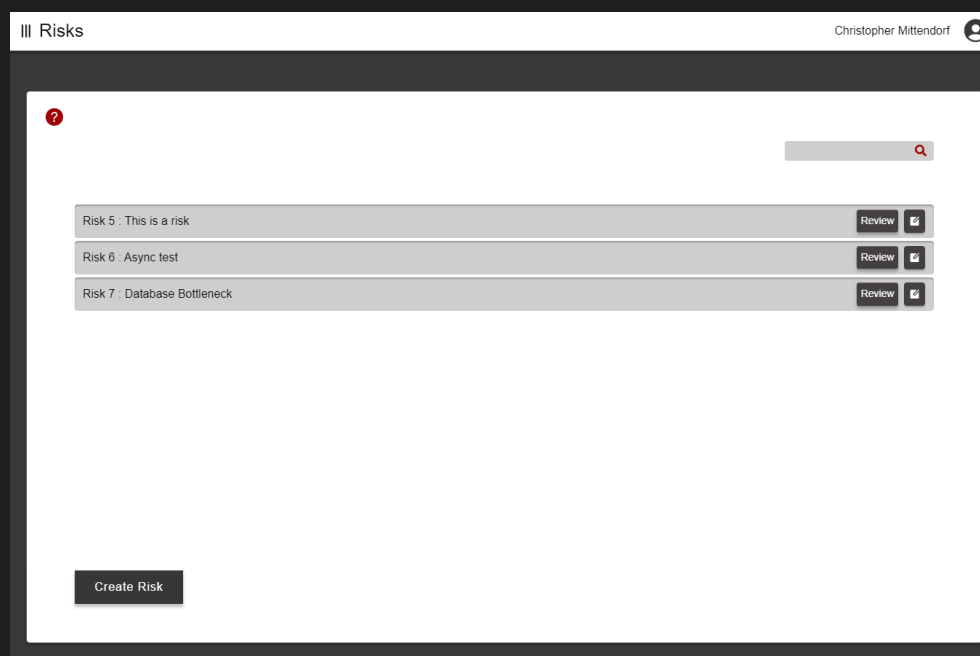 Risks
Christopher Mittendorf
?
Risk 5 : This is a risk
Review
Risk 6 : Async test
Review
Risk 7 : Database Bottleneck
Review
Create Risk